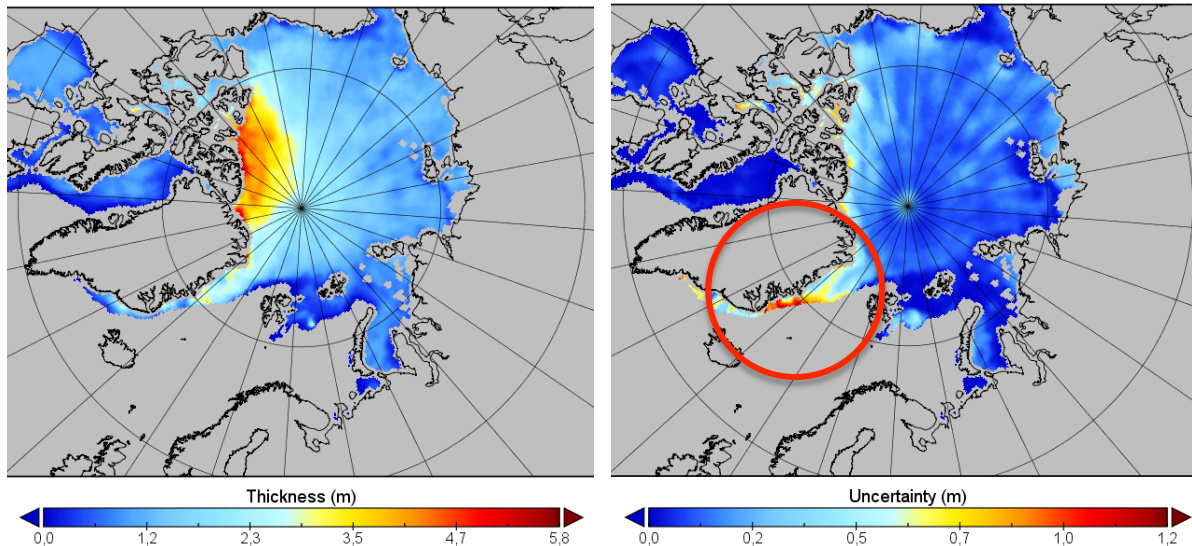 Thickness (m)
0,0 1,2 2,3 3,5 4,7 5,8
Uncertainty (m)
0,0 0,2 0,5 0,7 1,0 1,2